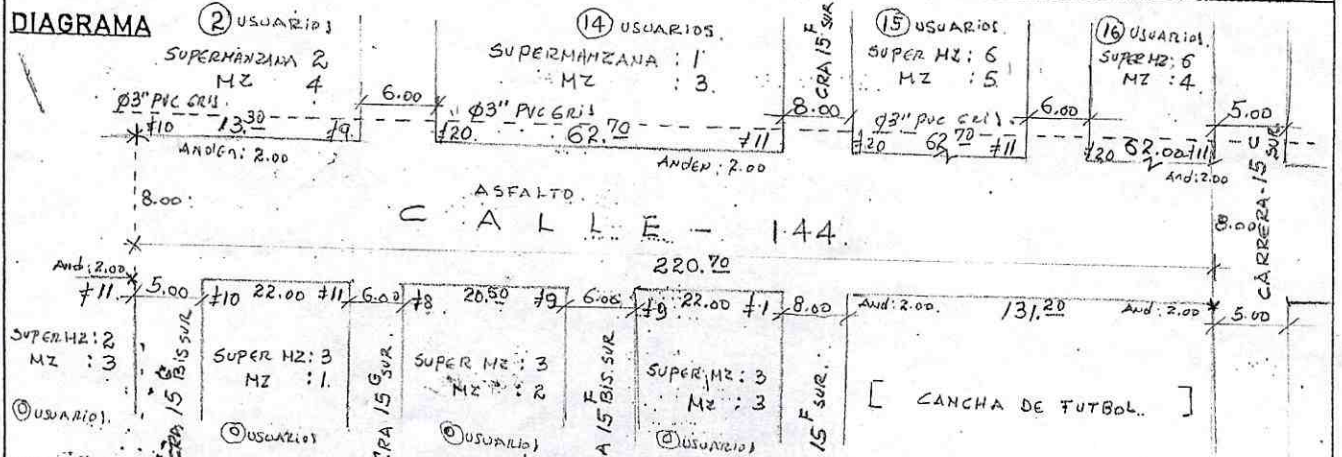 DIAGRAMA
② USUARIOS
SUPERMANZANA 2
MZ 4
Ø3" PVC GRIS
#10 13.30 #9
ANDEN: 2.00
6.00
⑭ USUARIOS.
SUPERMANZANA : 1
MZ : 3.
Ø3" PVC GRIS
#20. 62.70 #11
ANDEN: 2.00
CRA 15 F SUR
8.00
⑮ USUARIOS.
SUPER MZ: 6
MZ : 5.
Ø3" PVC GRIS
#20 62.70 #11
6.00
⑯ USUARIOS.
SUPER MZ: 6
MZ : 4.
#20 62.00 #11
And: 2.00
5.00
CARRERA-15 C SUR
8.00
ASFALTO.
CALLE - 144
220.70
8.00
And: 2.00
#11. 5.00 #10 22.00 #11 6.00 #8 20.50 #9 6.00 #9 22.00 #1 8.00 And: 2.00. 131.20 And: 2.00 5.00
SUPER MZ: 2
MZ : 3
⓪ USUARIOS.
15 G BIS SUR
SUPER MZ: 3
MZ : 1.
⓪ USUARIOS
15 G SUR.
SUPER MZ : 3
MZ : 2
⓪ USUARIOS
A 15 F BIS. SUR
SUPER MZ: 3
MZ : 3
⓪ USUARIOS
15 F SUR.
[ CANCHA DE FUTBOL. ]